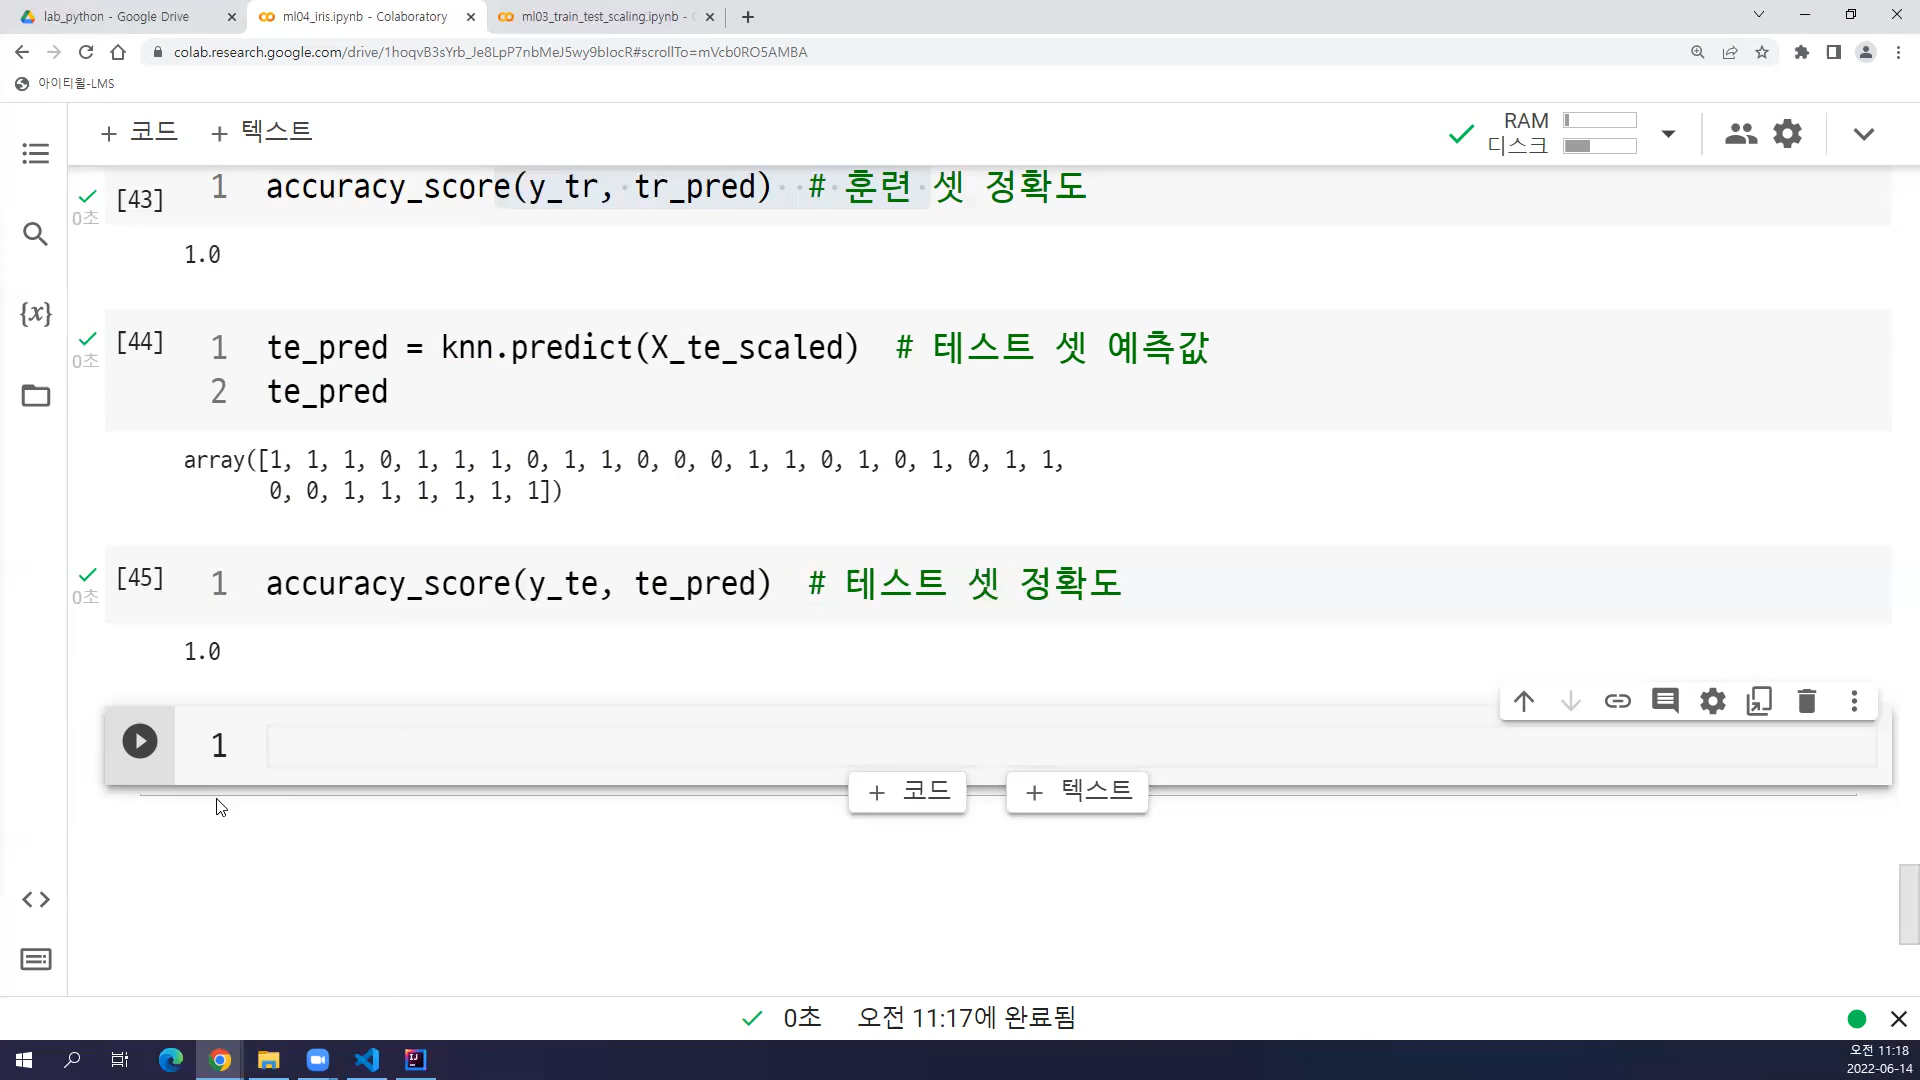 lab_python - Google Drive
ml04_iris.ipynb - Colaboratory
ml03_train_test_scaling.ipynb -
colab.research.google.com/drive/1hoqvB3sYrb_Je8LpP7nbMeJ5wy9bIocR#scrollTo=mVcb0RO5AMBA
아이티윌-LMS
+ 코드 + 텍스트
RAM
디스크
{x}
[43] 1 accuracy_score(y_tr, tr_pred) # 훈련 셋 정확도
0초
1.0
[44] 1 te_pred = knn.predict(X_te_scaled) # 테스트 셋 예측값
0초
2 te_pred
array([1, 1, 1, 0, 1, 1, 1, 0, 1, 1, 0, 0, 0, 1, 1, 0, 1, 0, 1, 0, 1, 1,
0, 0, 1, 1, 1, 1, 1, 1])
[45] 1 accuracy_score(y_te, te_pred) # 테스트 셋 정확도
0초
1.0
1
+ 코드 + 텍스트
0초 오전 11:17에 완료됨
오전 11:18
2022-06-14